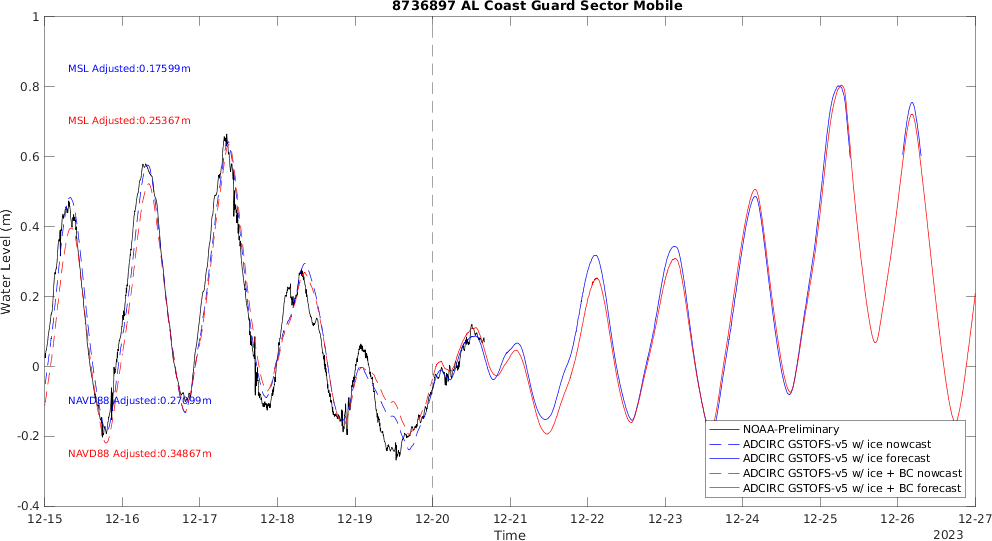 8736897 AL Coast Guard Sector Mobile
Water Level (m)
1
0.8
0.6
0.4
0.2
0
-0.2
-0.4
MSL Adjusted:0.17599m
MSL Adjusted:0.25367m
NAVD88 Adjusted:0.27099m
NAVD88 Adjusted:0.34867m
NOAA-Preliminary
ADCIRC GSTOFS-v5 w/ ice nowcast
ADCIRC GSTOFS-v5 w/ ice forecast
ADCIRC GSTOFS-v5 w/ ice + BC nowcast
ADCIRC GSTOFS-v5 w/ ice + BC forecast
12-15 12-16 12-17 12-18 12-19 12-20 12-21 12-22 12-23 12-24 12-25 12-26 12-27
Time
2023